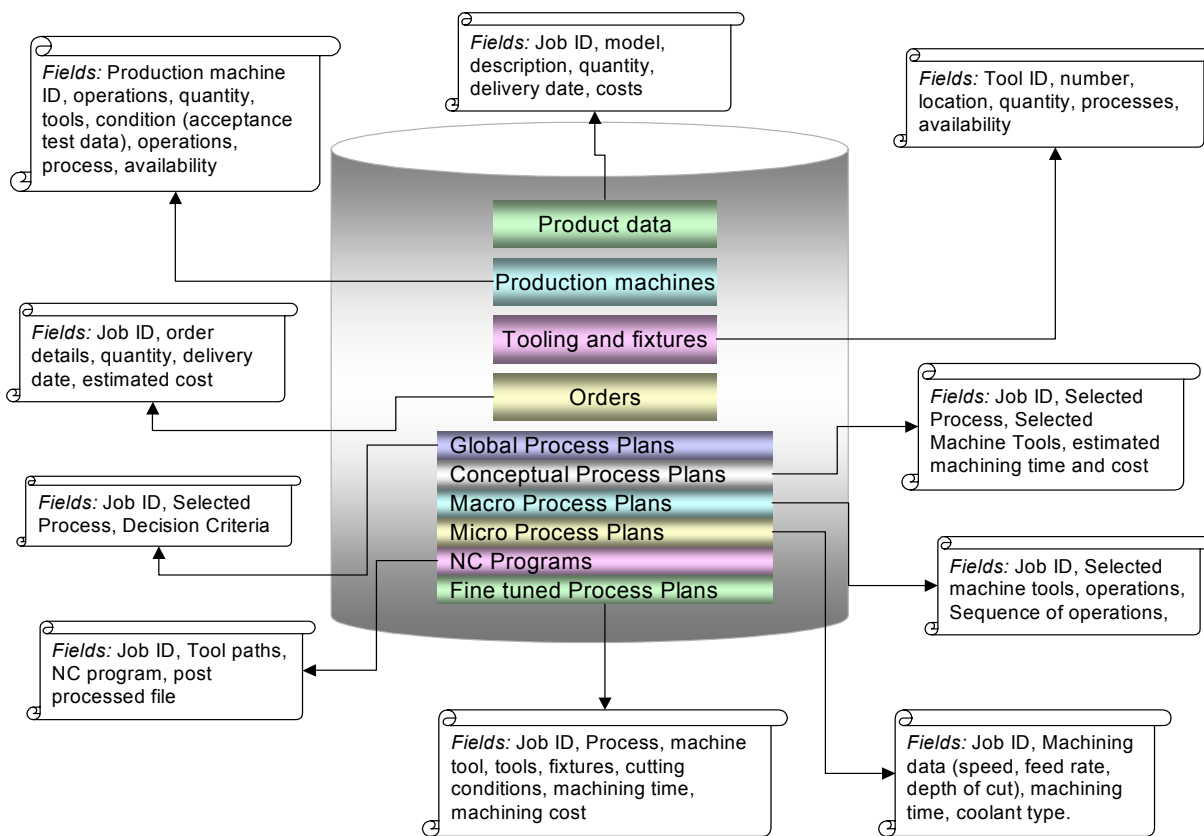 Fields: Job ID, model,
description, quantity,
delivery date, costs
Fields: Production machine
ID, operations, quantity,
tools, condition (acceptance
test data), operations,
process, availability
Fields: Tool ID, number,
location, quantity, processes,
availability
Product data
Production machines
Tooling and fixtures
Orders
Global Process Plans
Conceptual Process Plans
Macro Process Plans
Micro Process Plans
NC Programs
Fine tuned Process Plans
Fields: Job ID, order
details, quantity, delivery
date, estimated cost
Fields: Job ID, Selected
Process, Selected
Machine Tools, estimated
machining time and cost
Fields: Job ID, Selected
Process, Decision Criteria
Fields: Job ID, Selected
machine tools, operations,
Sequence of operations,
Fields: Job ID, Tool paths,
NC program, post
processed file
Fields: Job ID, Process, machine
tool, tools, fixtures, cutting
conditions, machining time,
machining cost
Fields: Job ID, Machining
data (speed, feed rate,
depth of cut), machining
time, coolant type.